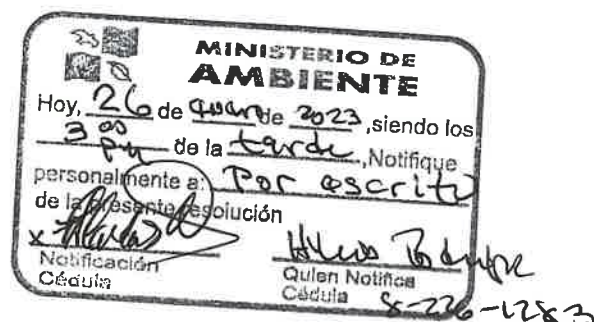 MINISTERIO DE
AMBIENTE
Hoy, 26 de de 2023, siendo los
3 00 pm de la tarde, Notifique
personalmente a: Por escrito
de la presente resolución
x
Notificación
Cédula
Quien Notifica
Cédula 8-226-1283